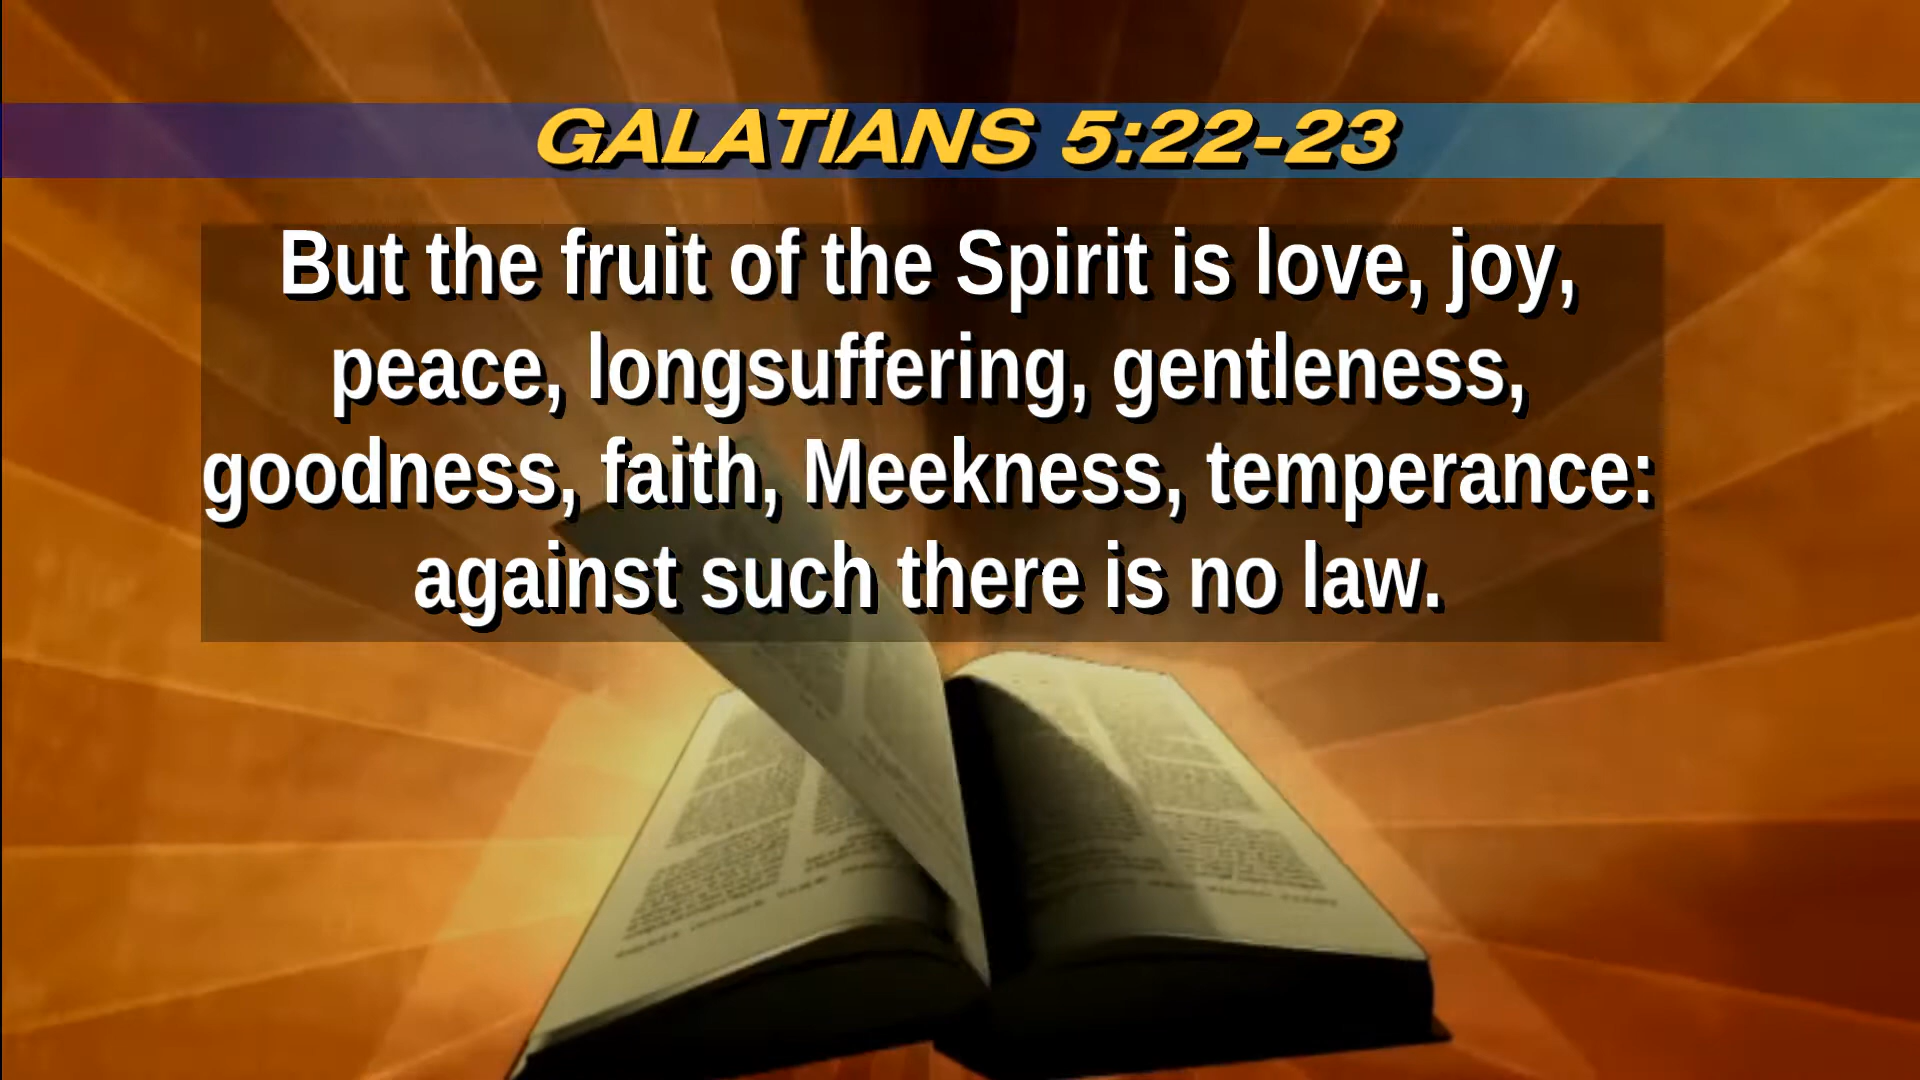 GALATIANS 5:22-23
But the fruit of the Spirit is love, joy,
peace, longsuffering, gentleness,
goodness, faith, Meekness, temperance:
against such there is no law.